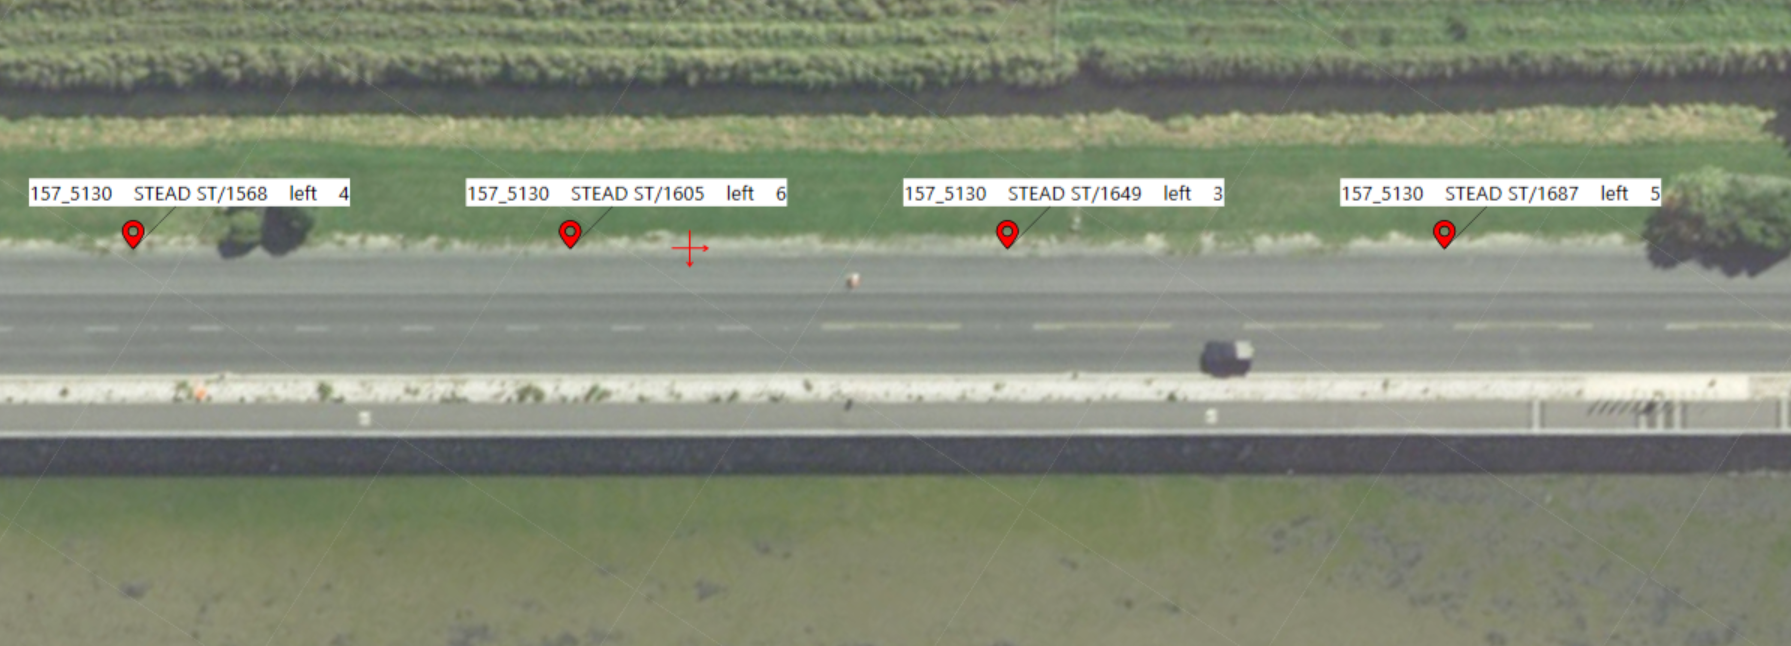 157_5130 STEAD ST/1568 left 4
157_5130 STEAD ST/1605 left 6
157_5130 STEAD ST/1649 left 3
157_5130 STEAD ST/1687 left 5